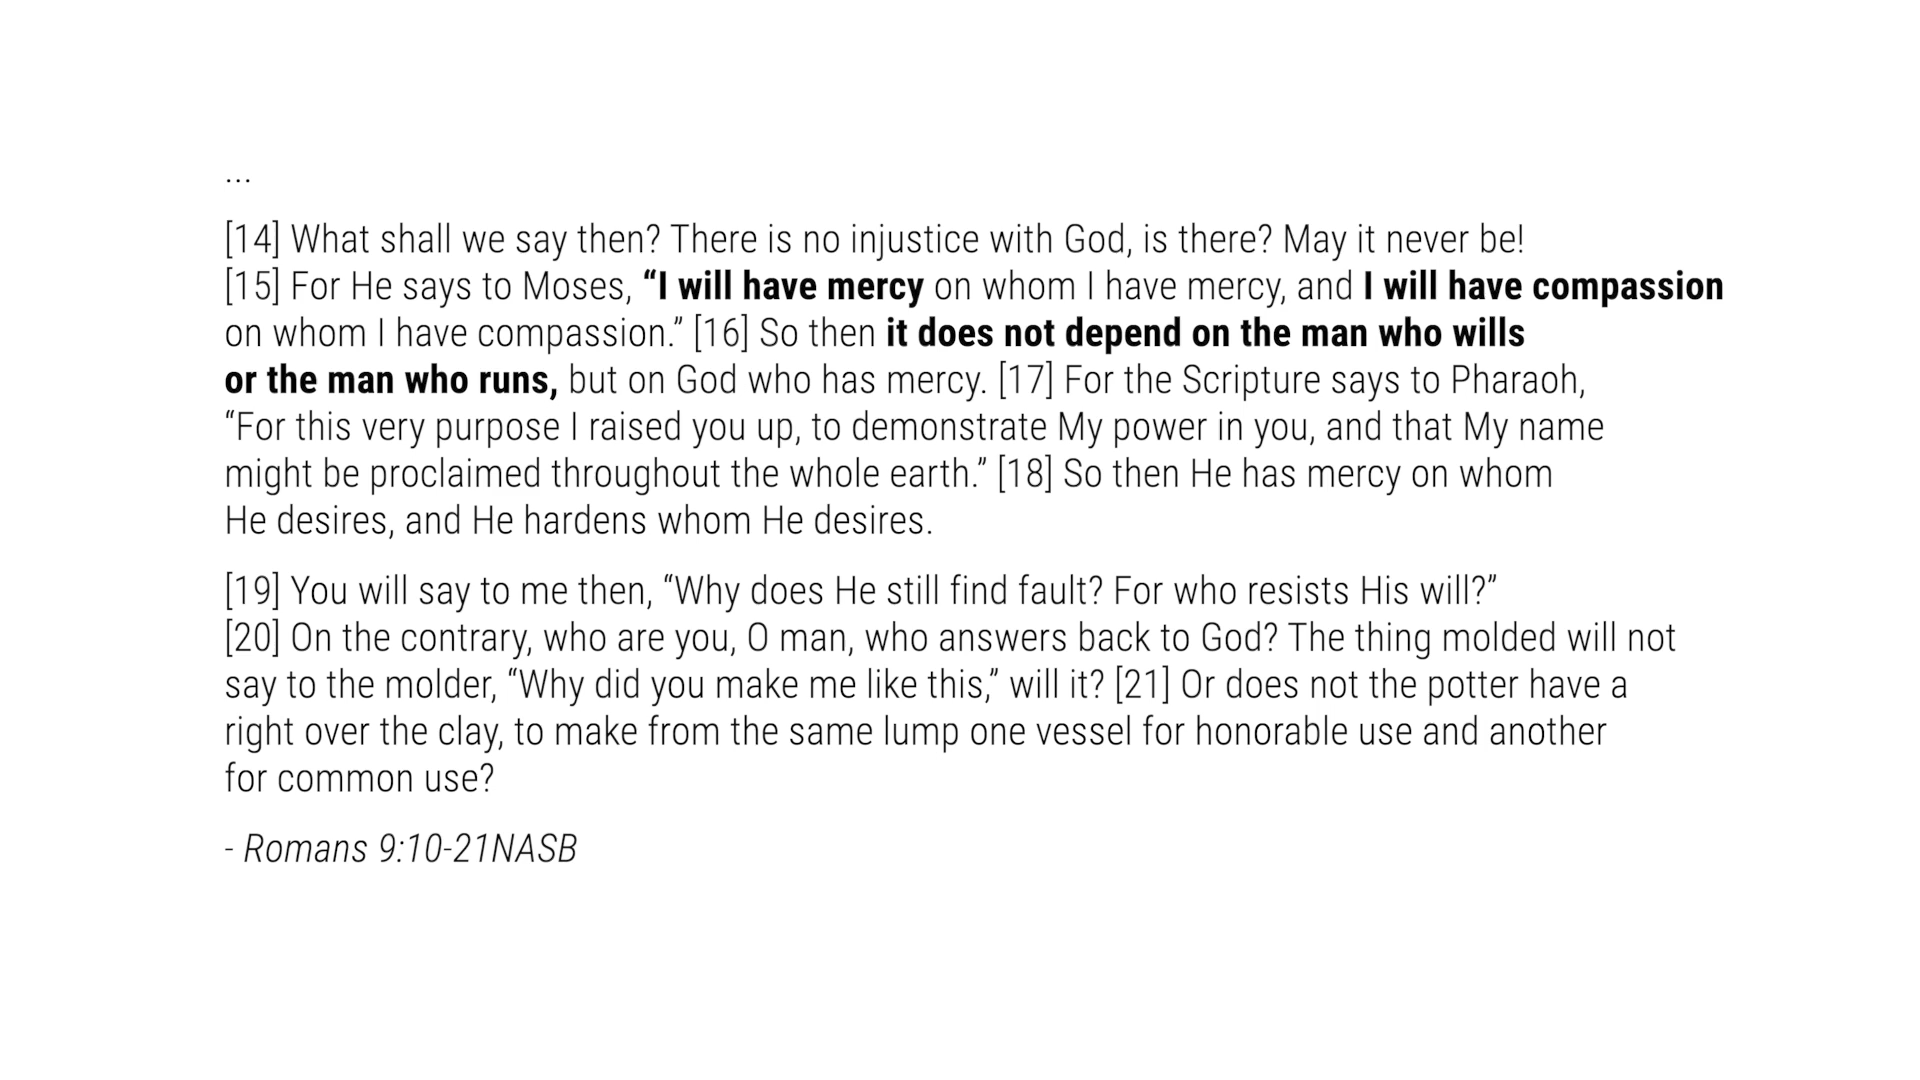 ...
[14] What shall we say then? There is no injustice with God, is there? May it never be!
[15] For He says to Moses, “I will have mercy on whom I have mercy, and I will have compassion
on whom I have compassion.” [16] So then it does not depend on the man who wills
or the man who runs, but on God who has mercy. [17] For the Scripture says to Pharaoh,
“For this very purpose I raised you up, to demonstrate My power in you, and that My name
might be proclaimed throughout the whole earth.” [18] So then He has mercy on whom
He desires, and He hardens whom He desires.
[19] You will say to me then, “Why does He still find fault? For who resists His will?”
[20] On the contrary, who are you, O man, who answers back to God? The thing molded will not
say to the molder, “Why did you make me like this,” will it? [21] Or does not the potter have a
right over the clay, to make from the same lump one vessel for honorable use and another
for common use?
- Romans 9:10-21NASB